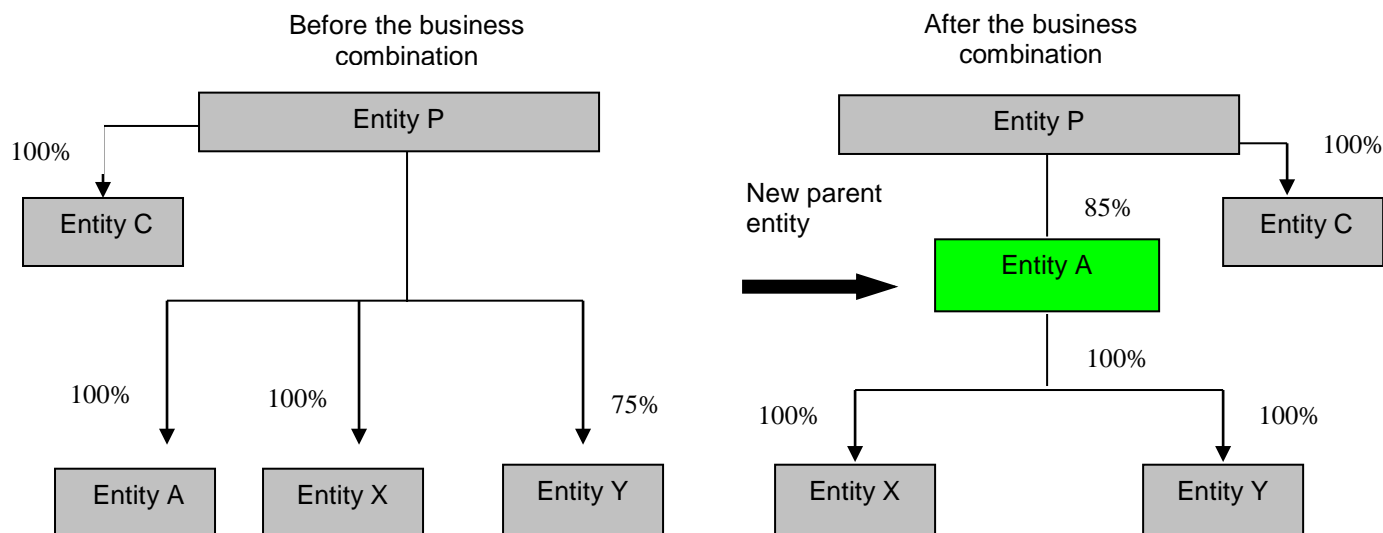 Before the business
combination
Entity P
100%
Entity C
100%
100%
75%
Entity A
Entity X
Entity Y
After the business
combination
Entity P
100%
New parent
entity
85%
Entity C
Entity A
100%
100%
100%
Entity X
Entity Y